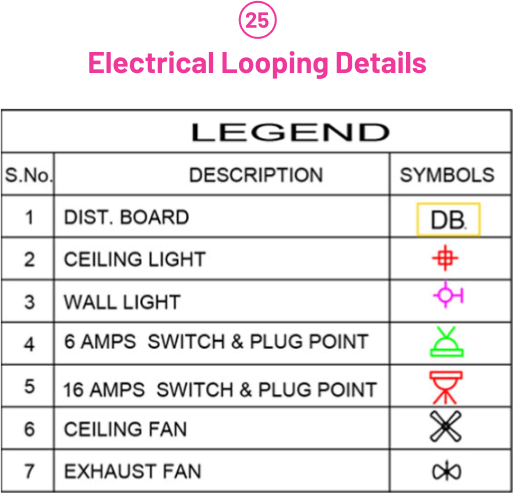 25
Electrical Looping Details
LEGEND
S.No. DESCRIPTION SYMBOLS
1 DIST. BOARD DB.
2 CEILING LIGHT
3 WALL LIGHT
4 6 AMPS SWITCH & PLUG POINT
5 16 AMPS SWITCH & PLUG POINT
6 CEILING FAN
7 EXHAUST FAN